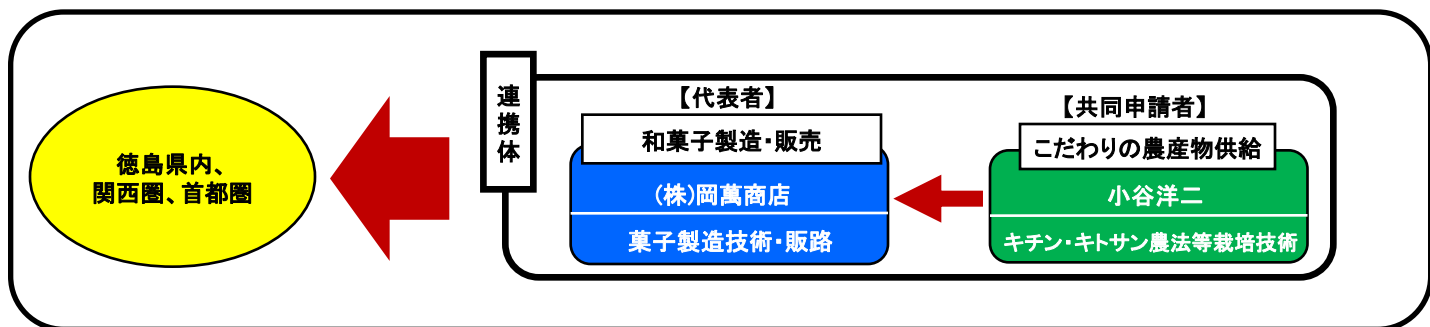 徳島県内、
関西圏、首都圏
連携体
【代表者】
和菓子製造・販売
(株)岡萬商店
菓子製造技術・販路
【共同申請者】
こだわりの農産物供給
小谷洋二
キチン・キトサン農法等栽培技術